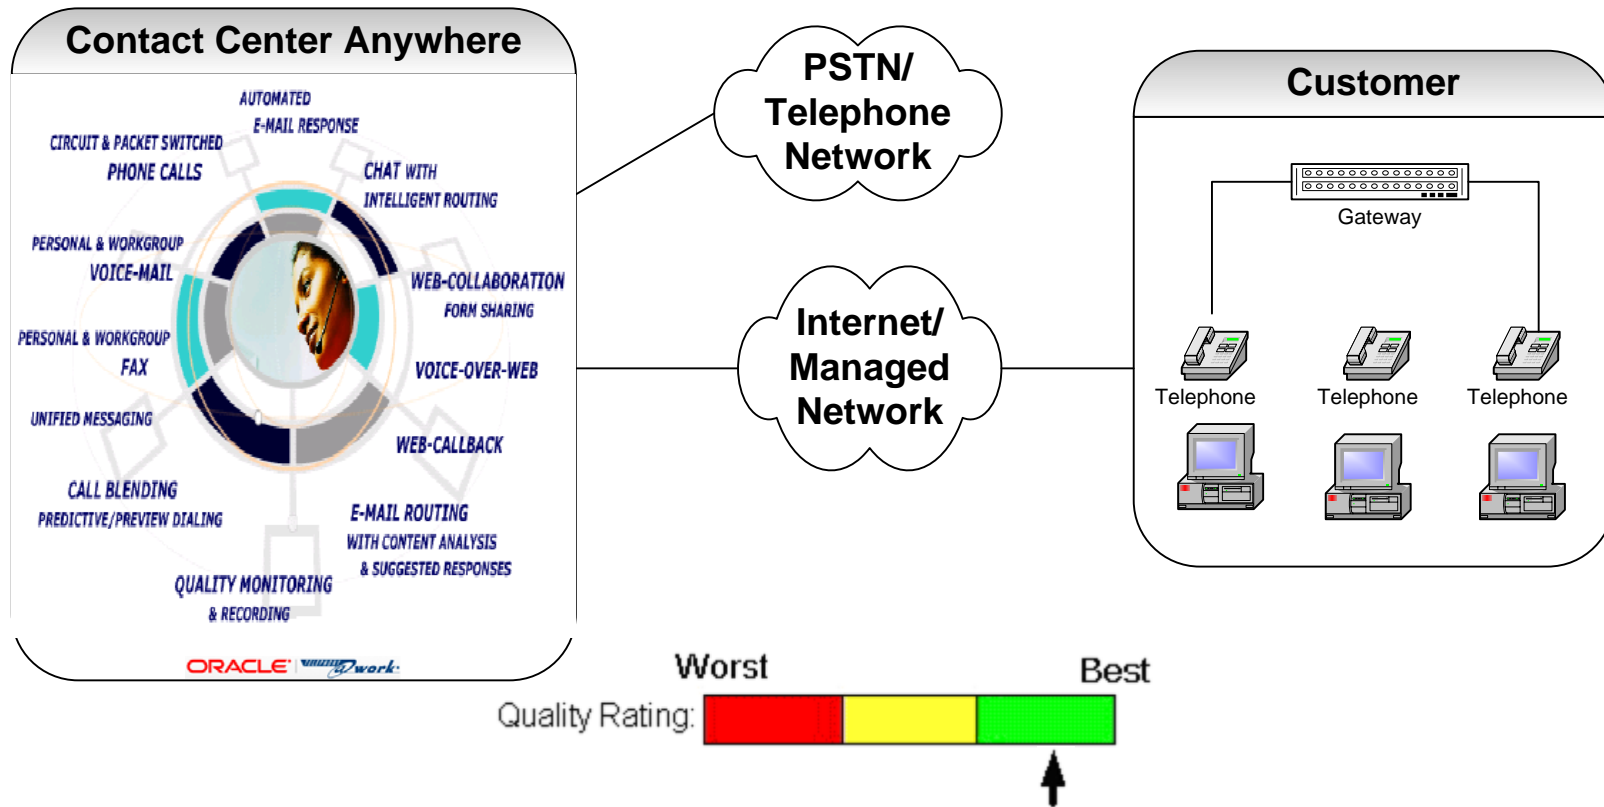 Contact Center Anywhere
AUTOMATED
E-MAIL RESPONSE
CIRCUIT & PACKET SWITCHED
PHONE CALLS
CHAT WITH
INTELLIGENT ROUTING
PERSONAL & WORKGROUP
VOICE-MAIL
WEB-COLLABORATION
FORM SHARING
PERSONAL & WORKGROUP
FAX
VOICE-OVER-WEB
UNIFIED MESSAGING
WEB-CALLBACK
CALL BLENDING
PREDICTIVE/PREVIEW DIALING
E-MAIL ROUTING
WITH CONTENT ANALYSIS
& SUGGESTED RESPONSES
QUALITY MONITORING
& RECORDING
ORACLE
work
PSTN/
Telephone
Network
Internet/
Managed
Network
Customer
Gateway
Telephone
Telephone
Telephone
Worst
Best
Quality Rating: